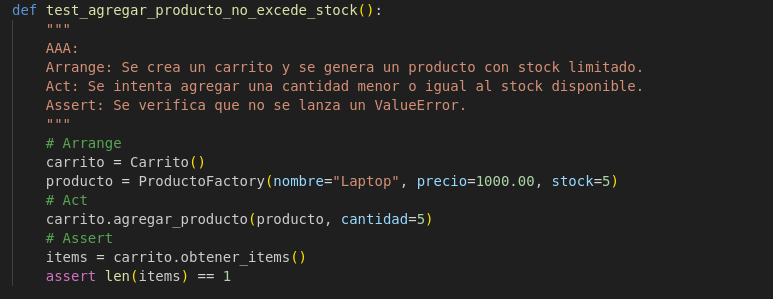 def test_agregar_producto_no_excede_stock():
    """
    AAA:
    Arrange: Se crea un carrito y se genera un producto con stock limitado.
    Act: Se intenta agregar una cantidad menor o igual al stock disponible.
    Assert: Se verifica que no se lanza un ValueError.
    """
    # Arrange
    carrito = Carrito()
    producto = ProductoFactory(nombre="Laptop", precio=1000.00, stock=5)
    # Act
    carrito.agregar_producto(producto, cantidad=5)
    # Assert
    items = carrito.obtener_items()
    assert len(items) == 1